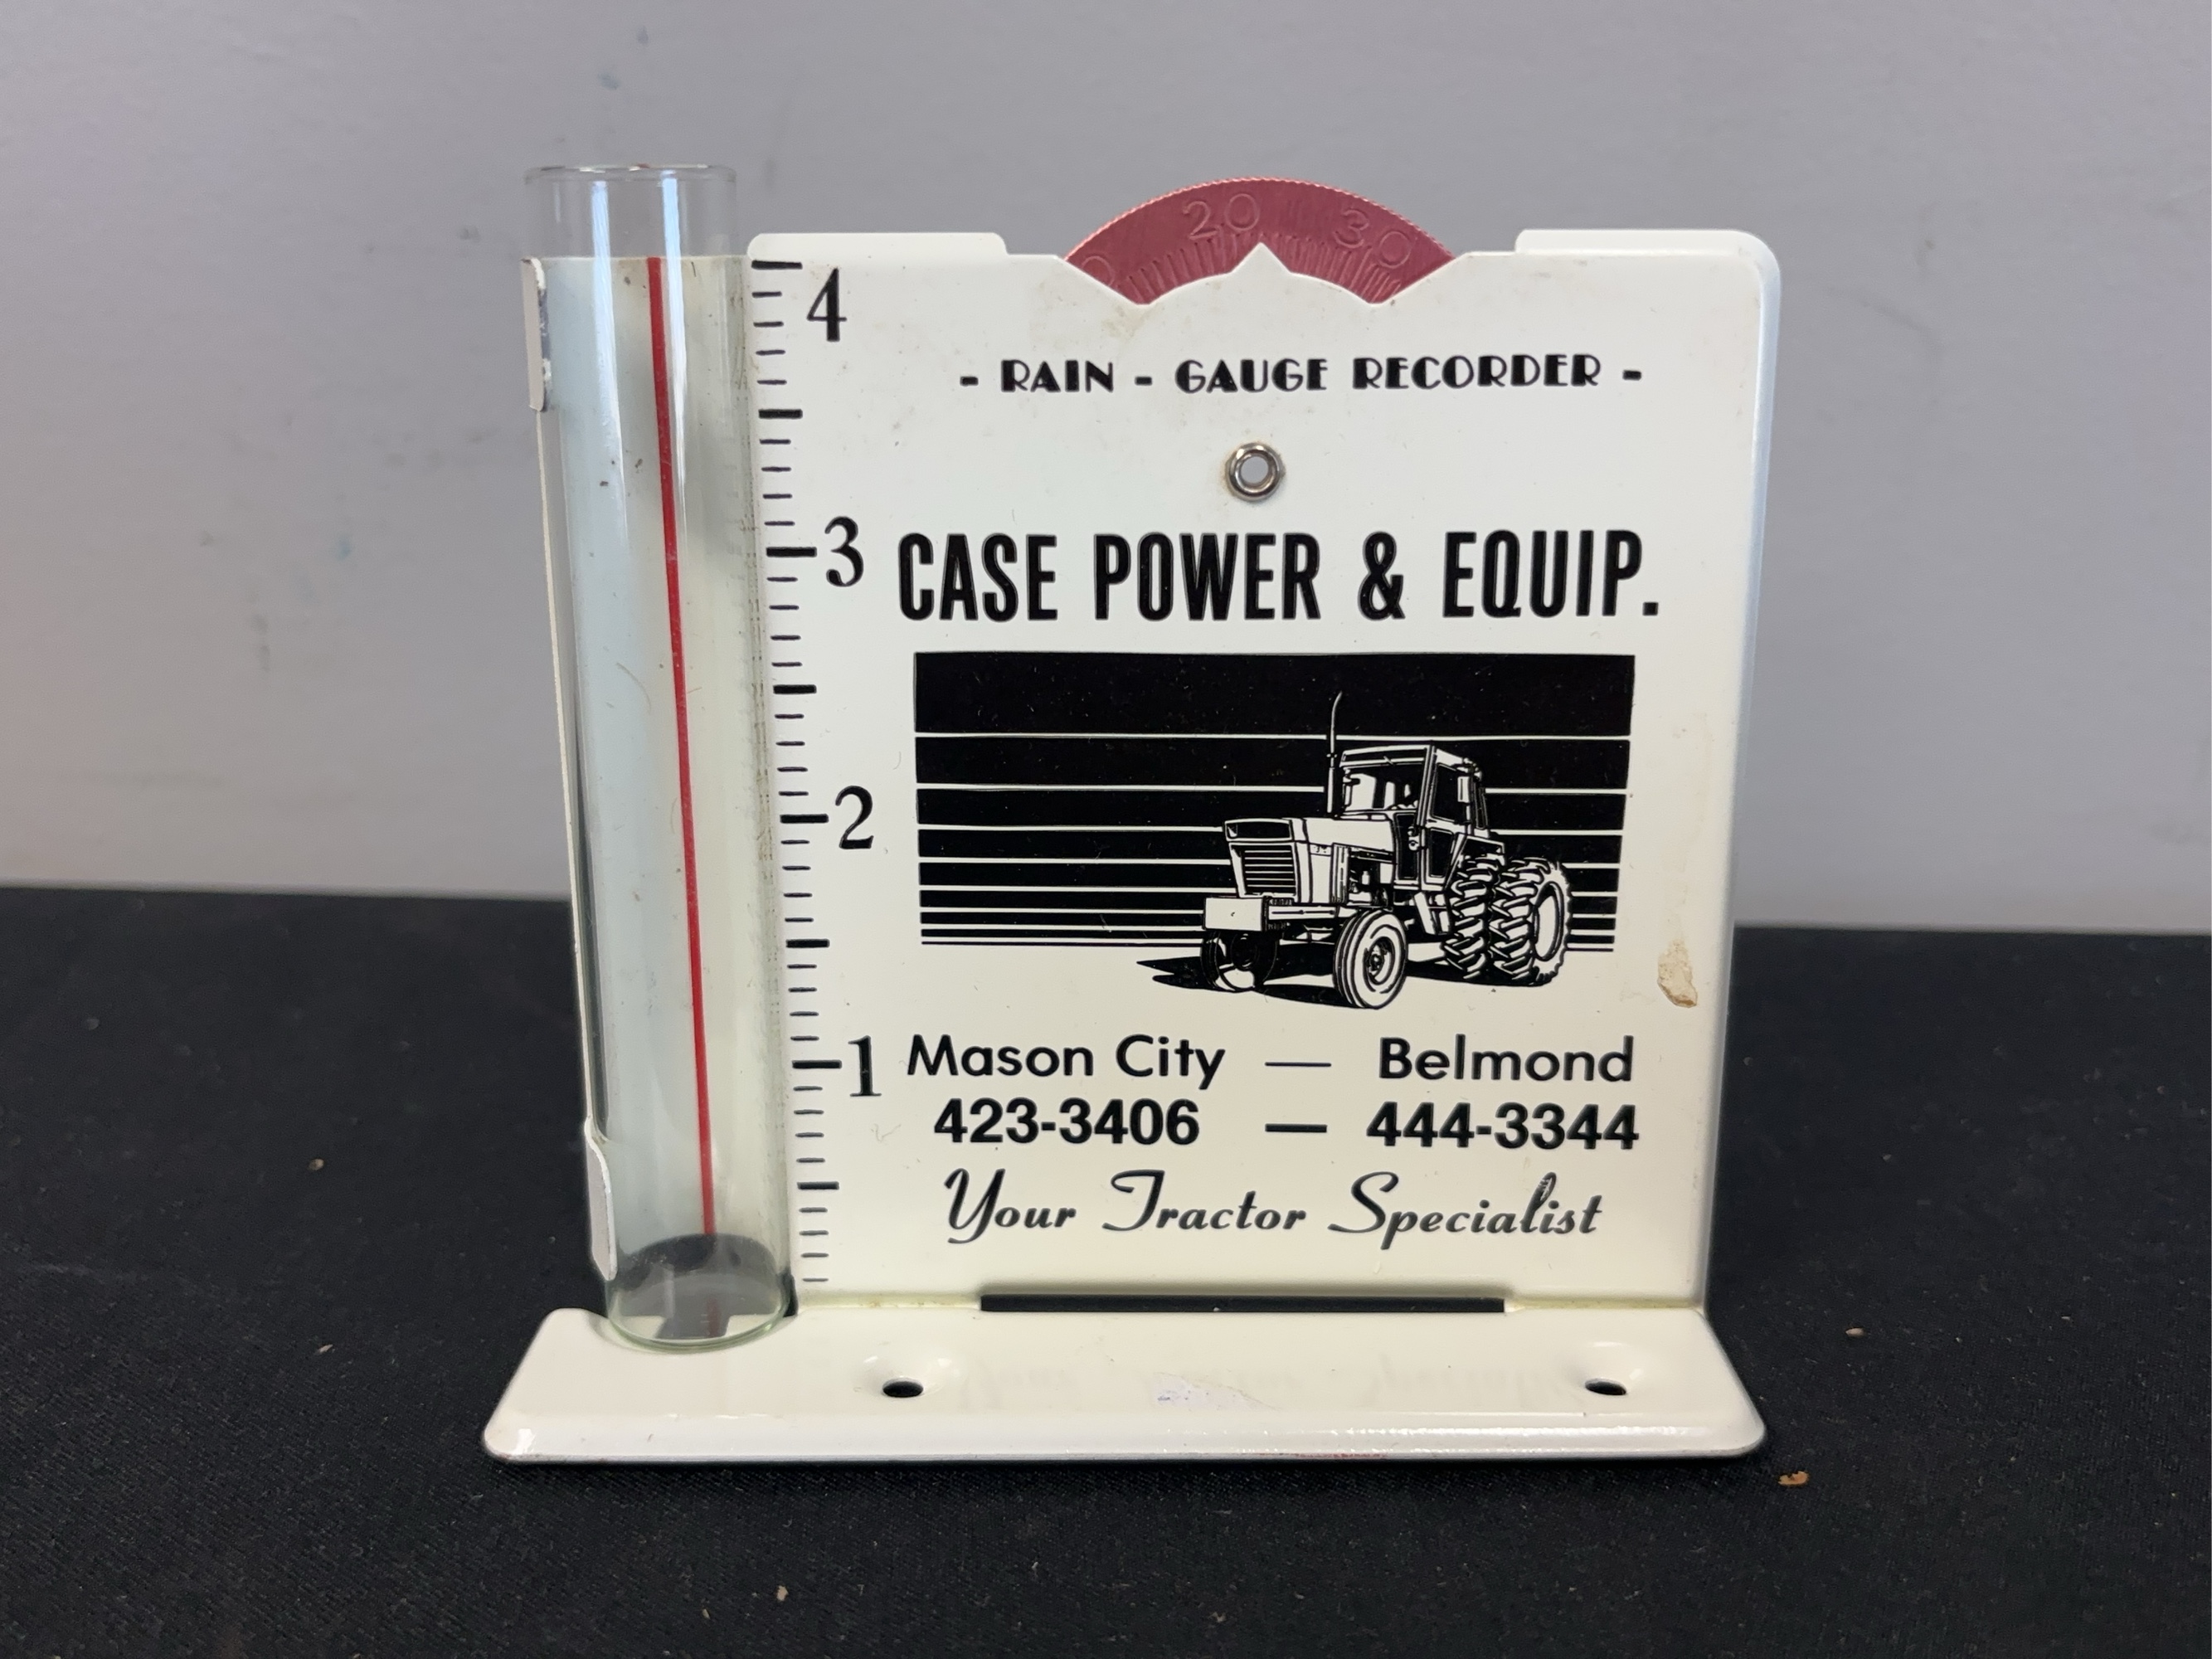 20 30
4
- RAIN - GAUGE RECORDER -
3
CASE POWER & EQUIP.
2
1
Mason City — Belmond
423-3406 — 444-3344
Your Tractor Specialist